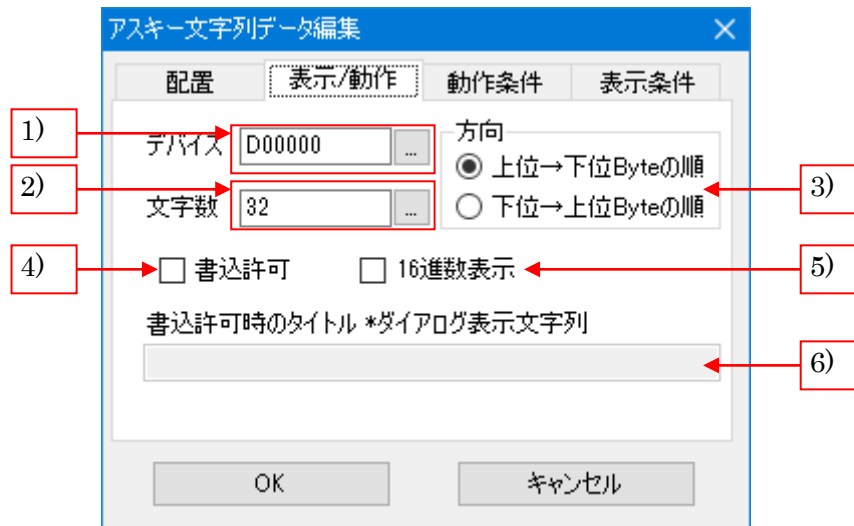 アスキー文字列データ編集
配置 表示/動作 動作条件 表示条件
1)
デバイス D00000 ...
方向
上位→下位Byteの順
2)
文字数 32 ...
下位→上位Byteの順
3)
4)
書込許可 16進数表示
5)
書込許可時のタイトル *ダイアログ表示文字列
6)
OK キャンセル